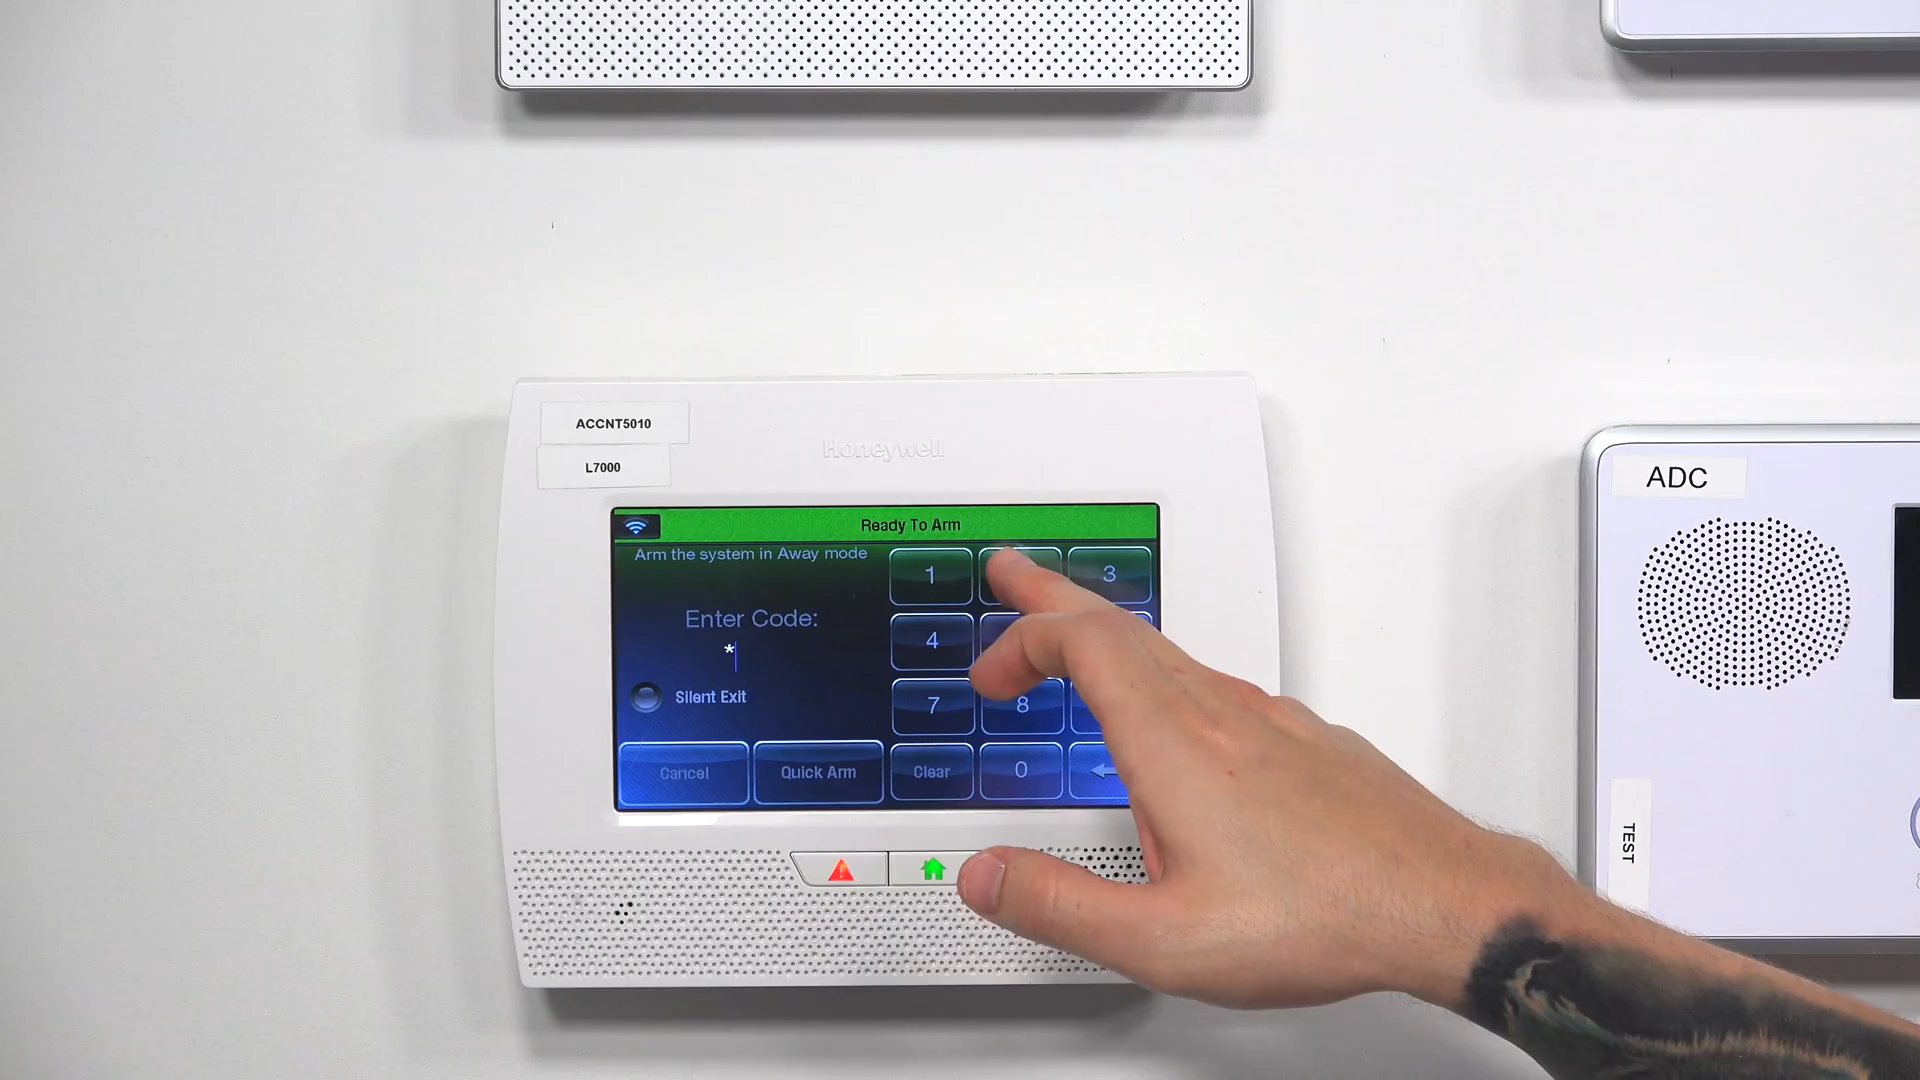 ACCNT5010
L7000
Honeywell
Ready To Arm
Arm the system in Away mode
Enter Code:
*
Silent Exit
Cancel
Quick Arm
1
3
4
7
8
Clear
0
ADC
TEST